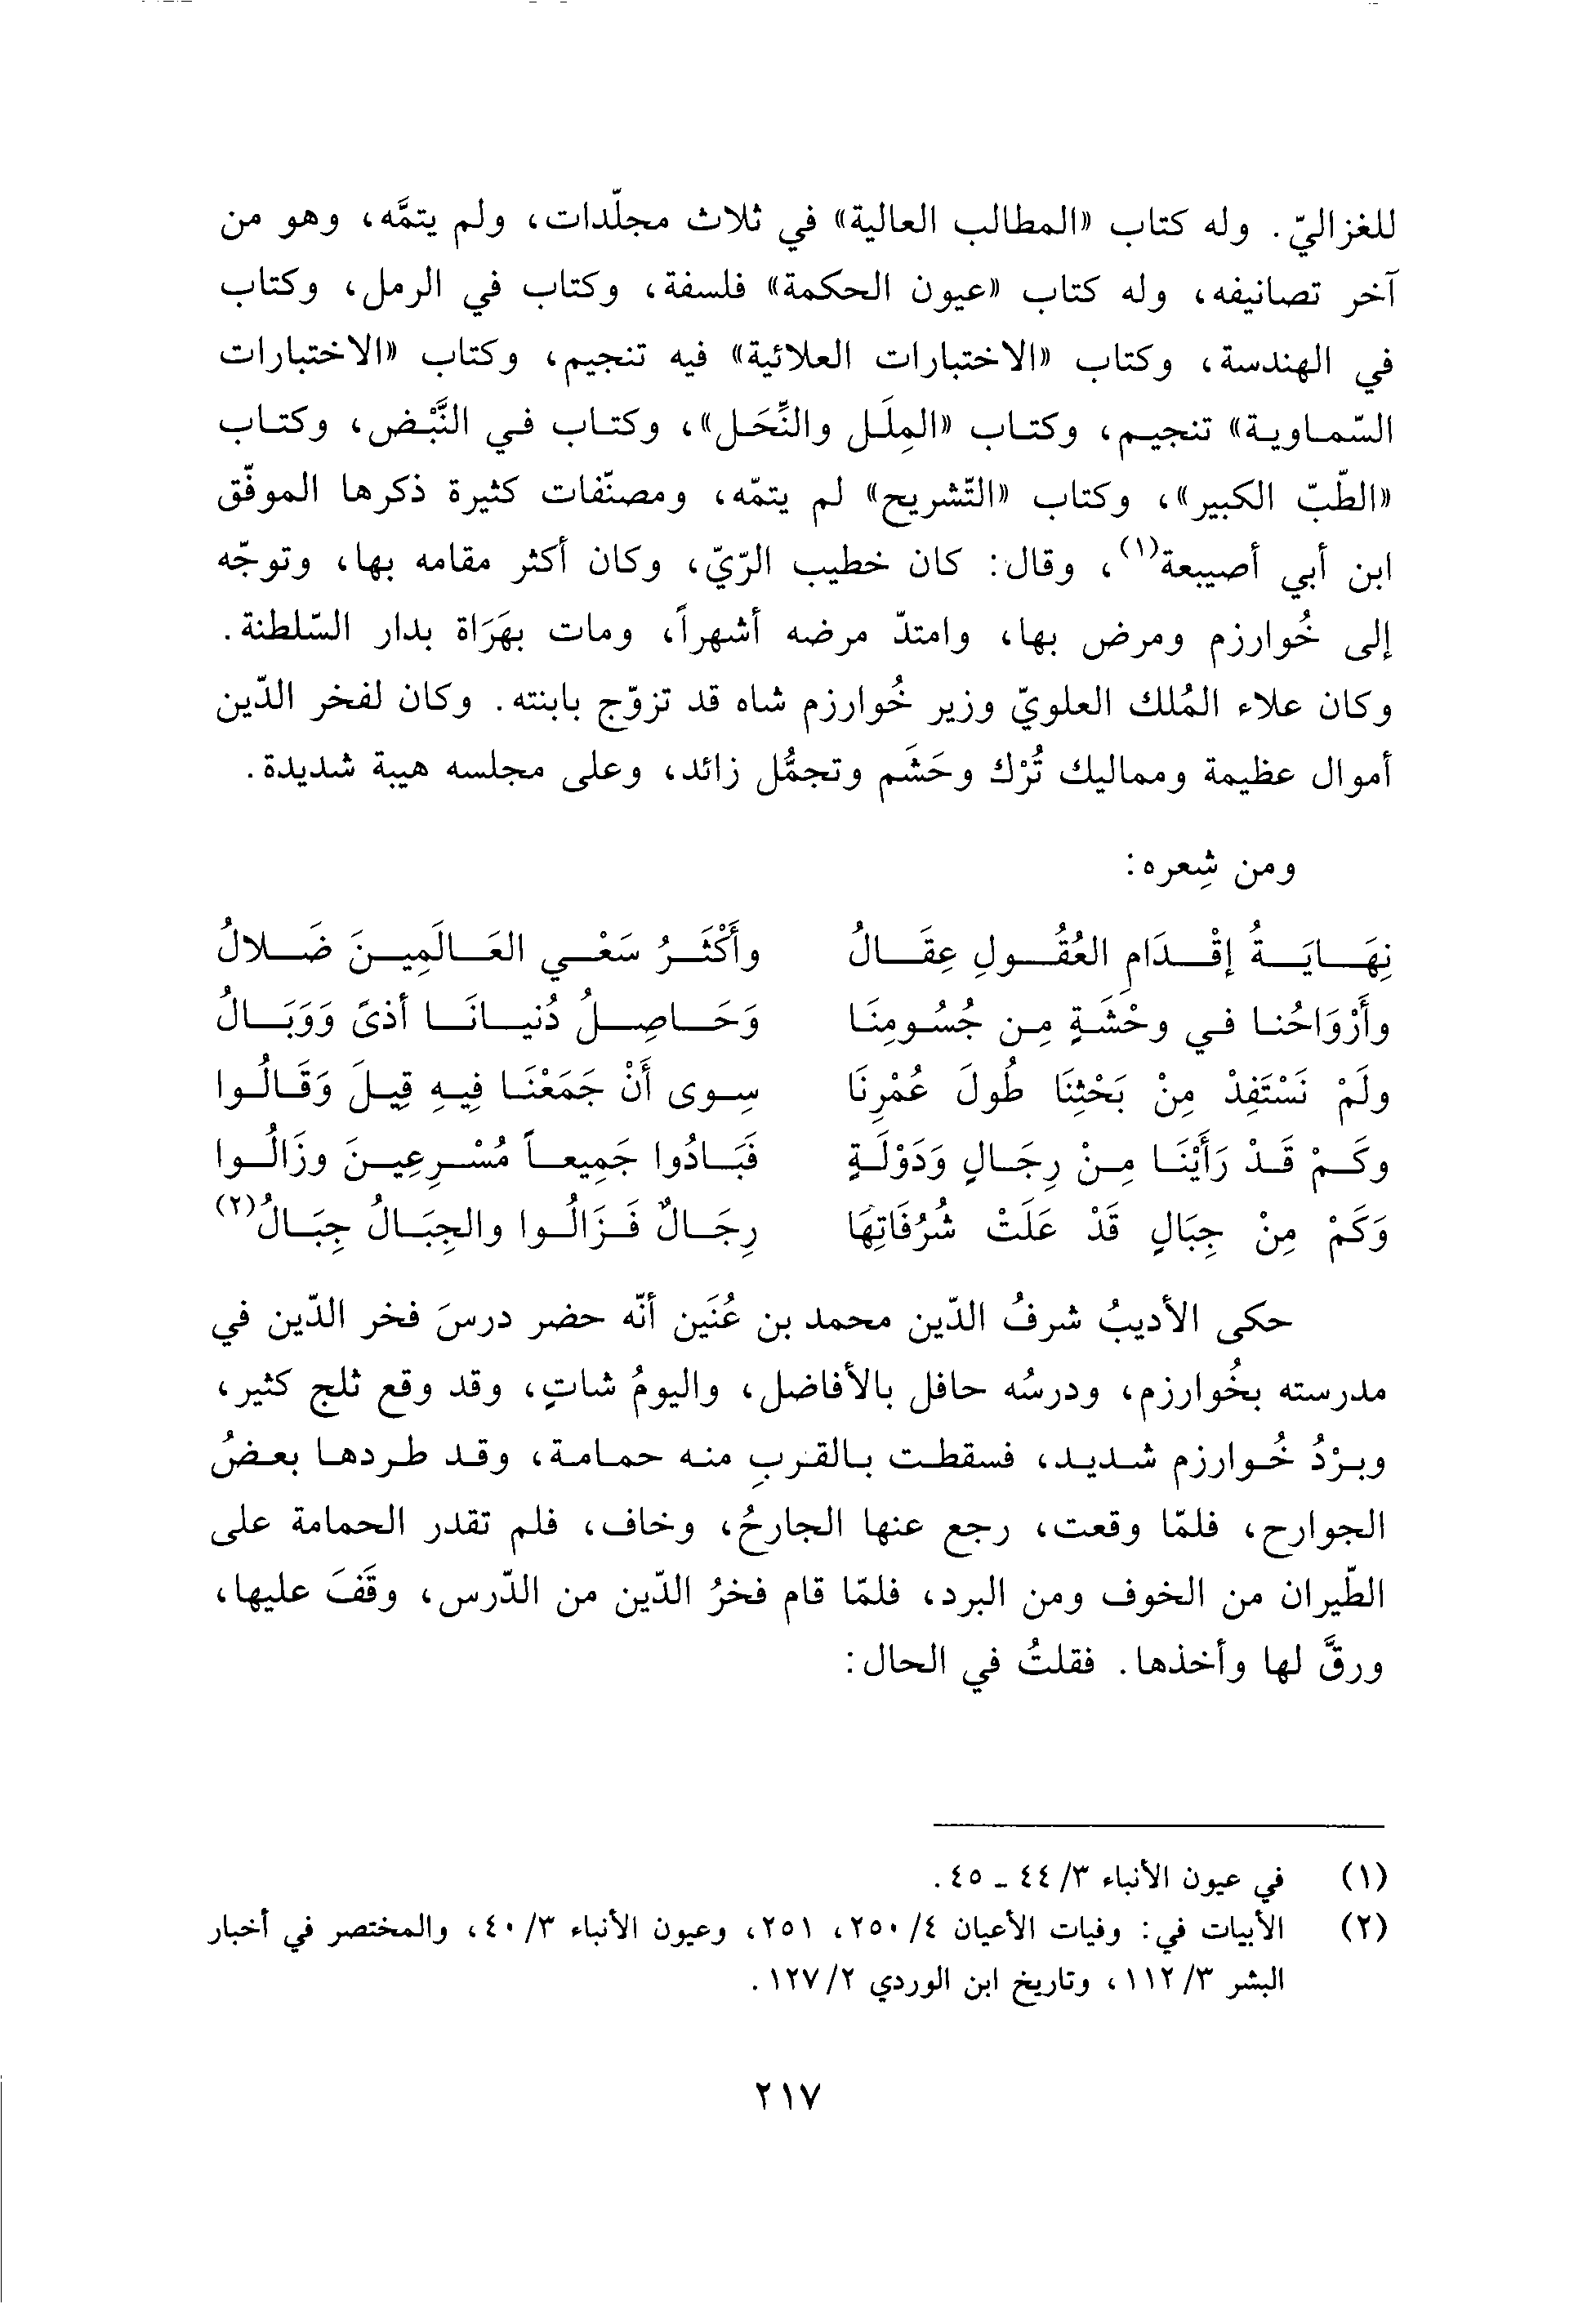 للغزاليّ. وله كتاب «المطالب العالية» في ثلاث مجلّدات، ولم يتمَّه، وهو من
آخر تصانيفه، وله كتاب «عيون الحكمة» فلسفة، وكتاب في الرمل، وكتاب
في الهندسة، وكتاب «الاختبارات العلائية» فيه تنجيم، وكتاب «الاختبارات
السّماوية» تنجيم، وكتاب «المِلَل والنِّحَل»، وكتاب في النَّبْض، وكتاب
«الطّبّ الكبير»، وكتاب «التّشريح» لم يتمّه، ومصنّفات كثيرة ذكرها الموفّق
ابن أبي أصيبعة(١)، وقال: كان خطيب الرّيّ، وكان أكثر مقامه بها، وتوجّه
إلى خُوارزم ومرض بها، وامتدّ مرضه أشهراً، ومات بهَرَاة بدار السّلطنة.
وكان علاء المُلك العلويّ وزير خُوارزم شاه قد تزوّج بابنته. وكان لفخر الدّين
أموال عظيمة ومماليك تُرْك وحَشَم وتجمُّل زائد، وعلى مجلسه هيبة شديدة.
ومن شِعره:
نِهَايَةُ إقْدَامِ العُقُولِ عِقَالُ وأَكْثَرُ سَعْي العَالَمِينَ ضَلالُ
وأَرْوَاحُنا في وحْشَةٍ مِن جُسُومِنَا وَحَاصِلُ دُنيانَا أذىً وَوَبَالُ
ولَمْ نَسْتَفِدْ مِنْ بَحْثِنَا طُولَ عُمْرِنَا سِوى أَنْ جَمَعْنَا فِيهِ قِيلَ وَقَالُوا
وكَمْ قَدْ رَأَيْنَا مِنْ رِجَالٍ وَدَوْلَةٍ فَبَادُوا جَمِيعاً مُسْرِعِينَ وزَالُوا
وَكَمْ مِنْ جِبَالٍ قَدْ عَلَتْ شُرُفَاتِهَا رِجَالٌ فَزَالُوا والجِبَالُ جِبَالُ(٢)
حكى الأديبُ شرفُ الدّين محمد بن عُنَين أنّه حضر درسَ فخر الدّين في
مدرسته بخُوارزم، ودرسُه حافل بالأفاضل، واليومُ شاتٍ، وقد وقع ثلج كثير،
وبرْدُ خُوارزم شديد، فسقطت بالقربِ منه حمامة، وقد طردها بعضُ
الجوارح، فلمّا وقعت، رجع عنها الجارحُ، وخاف، فلم تقدر الحمامة على
الطّيران من الخوف ومن البرد، فلمّا قام فخرُ الدّين من الدّرس، وقَفَ عليها،
ورقَّ لها وأخذها. فقلتُ في الحال:
(١) في عيون الأنباء ٣/ ٤٤ ـ ٤٥.
(٢) الأبيات في: وفيات الأعيان ٤/ ٢٥٠، ٢٥١، وعيون الأنباء ٣/ ٤٠، والمختصر في أخبار
البشر ٣/ ١١٢، وتاريخ ابن الوردي ٢/ ١٢٧.
٢١٧